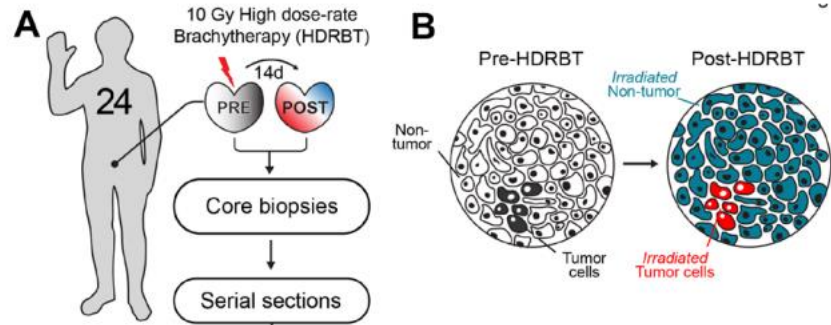 A
10 Gy High dose-rate
Brachytherapy (HDRBT)
14d
24
PRE
POST
Core biopsies
Serial sections
B
Pre-HDRBT
Post-HDRBT
Irradiated
Non-tumor
Non-
tumor
Tumor
cells
Irradiated
Tumor cells